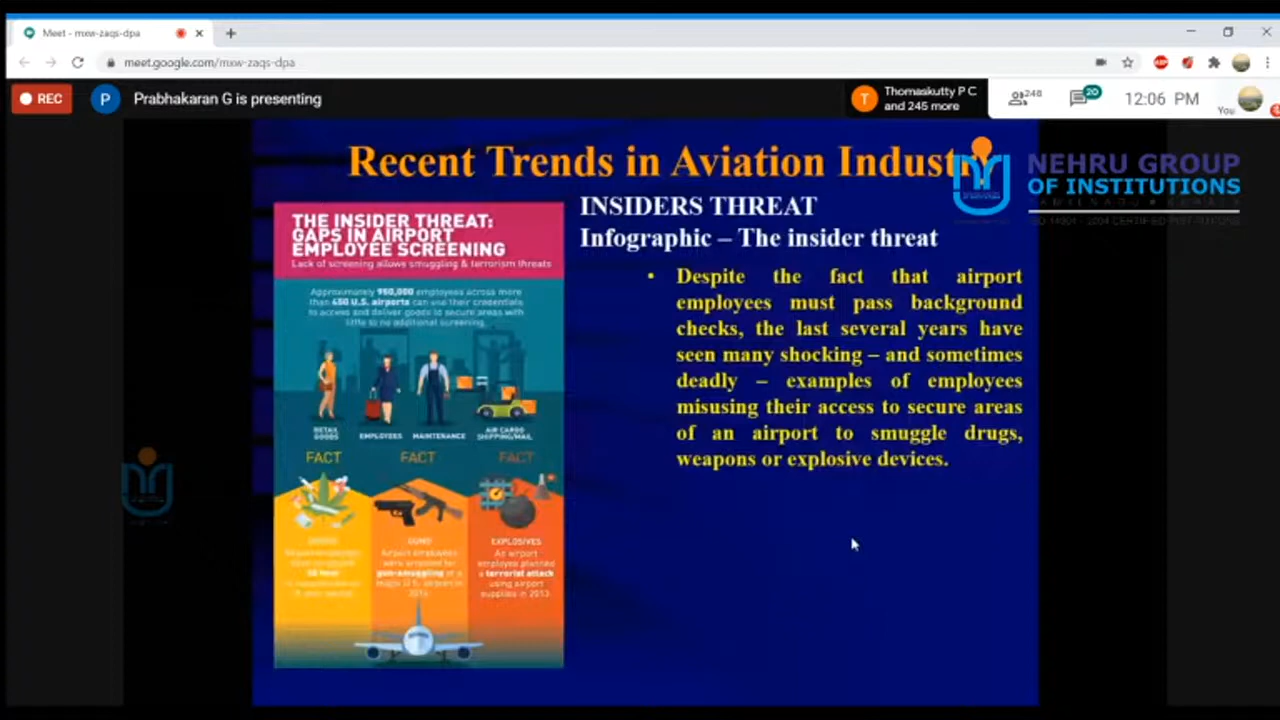 Meet - mxw-zaqs-dpa
meet.google.com/mxw-zaqs-dpa
REC
P
Prabhakaran G is presenting
T
Thomaskutty P C
and 245 more
248
20
12:06 PM
You
Recent Trends in Aviation Indust
NEHRU GROUP
OF INSTITUTIONS
INSIDERS THREAT
Infographic – The insider threat
• Despite the fact that airport
employees must pass background
checks, the last several years have
seen many shocking – and sometimes
deadly – examples of employees
misusing their access to secure areas
of an airport to smuggle drugs,
weapons or explosive devices.
THE INSIDER THREAT:
GAPS IN AIRPORT
EMPLOYEE SCREENING
Lack of screening allows smuggling & terrorism threats
Approximately 950,000 employees across more
than 450 U.S. airports can use their credentials
to access and deliver goods to secure areas with
little to no additional screening.
RETAIL
GOODS
EMPLOYEES
MAINTENANCE
AIR CARGO
SHIPPING/MAIL
FACT
FACT
FACT
GUNS
Airport employees
were arrested for
gun-smuggling at a
major U.S. airport in
EXPLOSIVES
An airport
employee planned
a terrorist attack
using airport
supplies in 2013